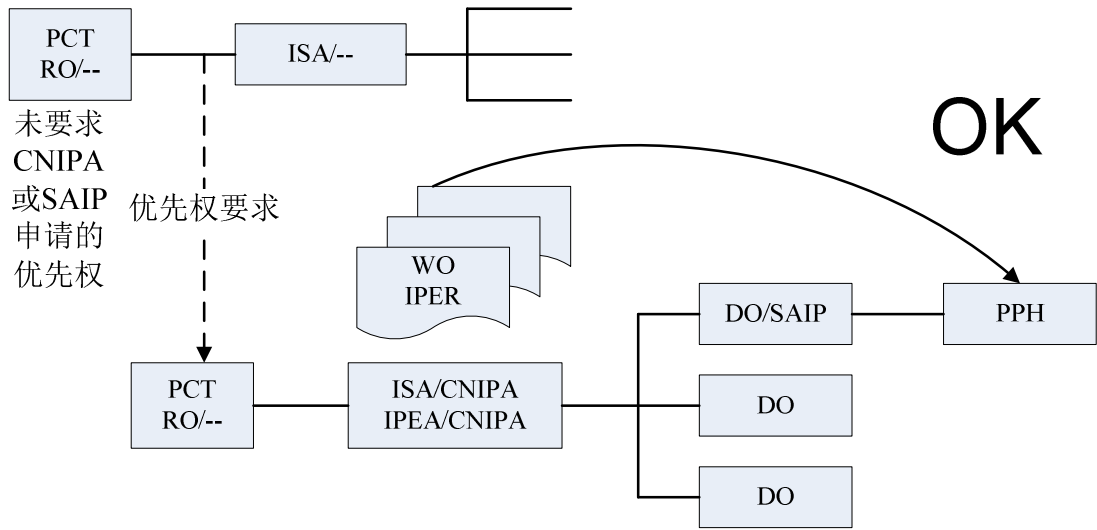 PCT
RO/--
ISA/--
未要求
CNIPA
或SAIP
申请的
优先权
优先权要求
OK
WO
IPER
DO/SAIP
PPH
PCT
RO/--
ISA/CNIPA
IPEA/CNIPA
DO
DO